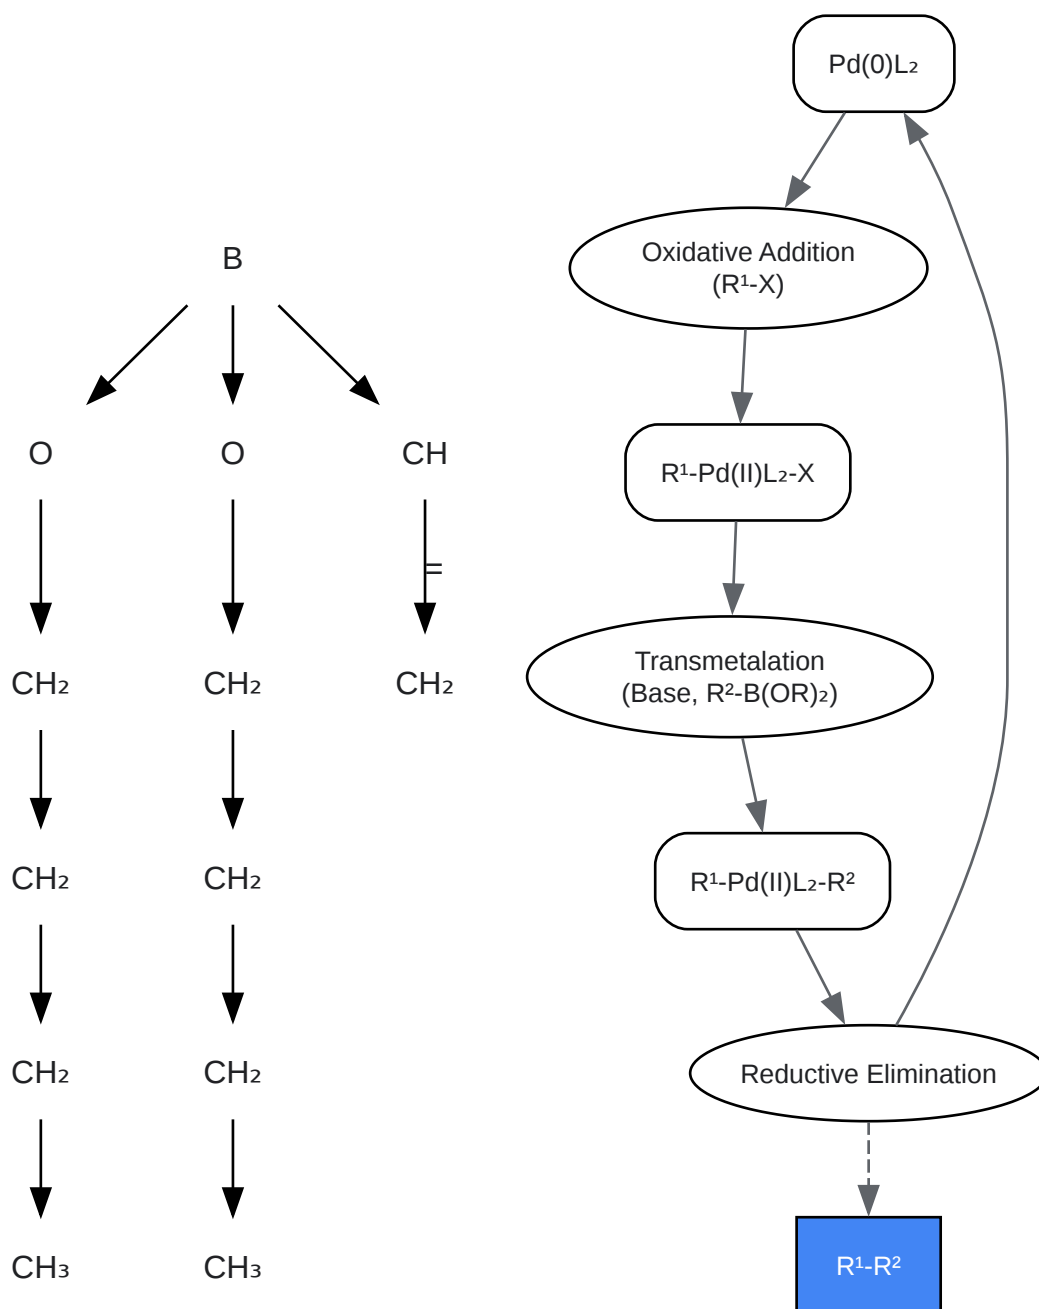 B
O
O
CH
=
CH₂
CH₂
CH₂
CH₂
CH₂
CH₂
CH₂
CH₃
CH₃
Pd(0)L₂
Oxidative Addition
(R¹-X)
R¹-Pd(II)L₂-X
Transmetalation
(Base, R²-B(OR)₂)
R¹-Pd(II)L₂-R²
Reductive Elimination
R¹-R²